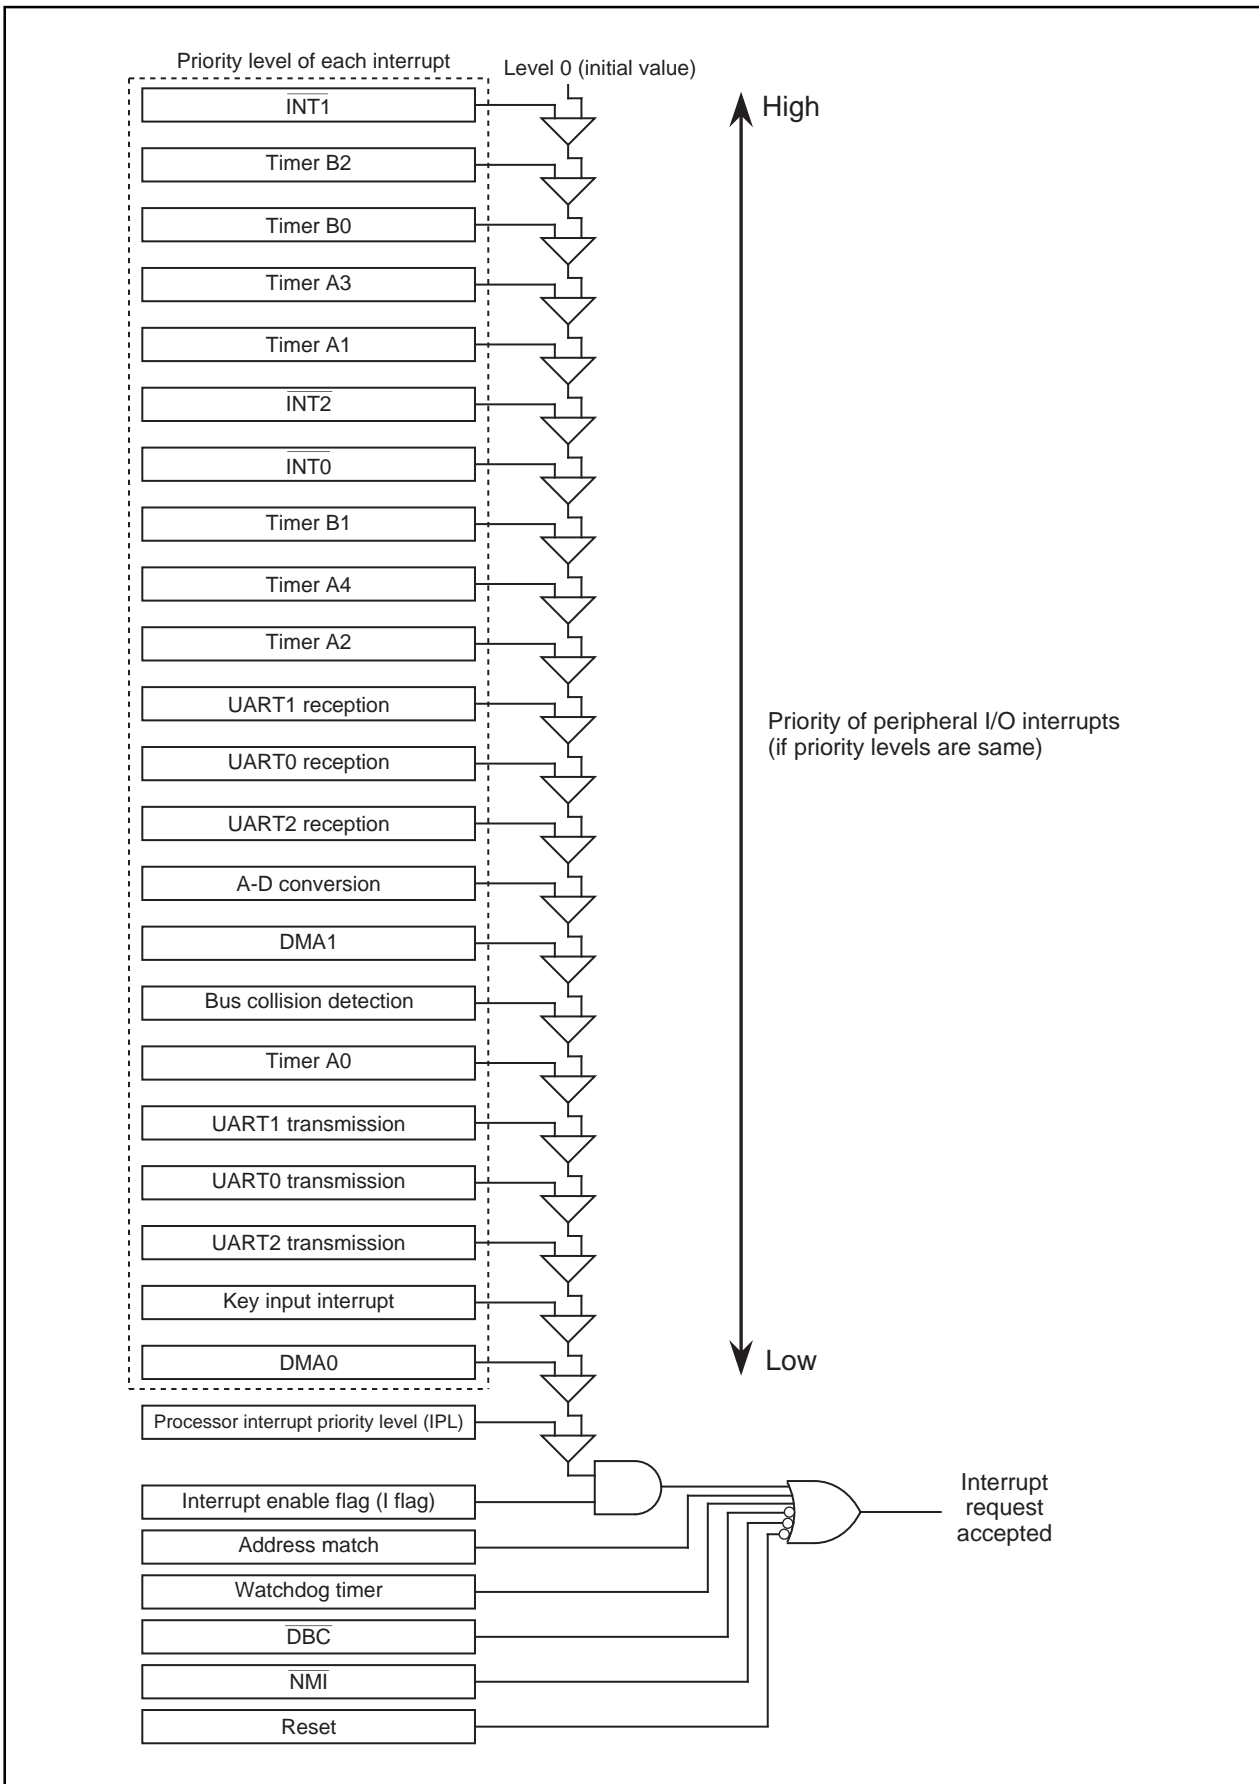 Priority level of each interrupt
Level 0 (initial value)
High
INT1
Timer B2
Timer B0
Timer A3
Timer A1
INT2
INT0
Timer B1
Timer A4
Timer A2
UART1 reception
Priority of peripheral I/O interrupts
(if priority levels are same)
UART0 reception
UART2 reception
A-D conversion
DMA1
Bus collision detection
Timer A0
UART1 transmission
UART0 transmission
UART2 transmission
Key input interrupt
DMA0
Low
Processor interrupt priority level (IPL)
Interrupt enable flag (I flag)
Interrupt
request
accepted
Address match
Watchdog timer
DBC
NMI
Reset